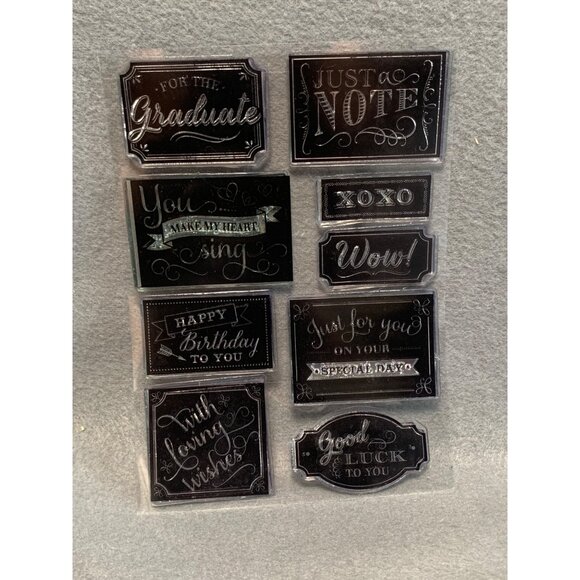 FOR THE
Graduate
JUST a
NOTE
You
MAKE MY HEART
sing
XOXO
Wow!
HAPPY
Birthday
TO YOU
Just for you
ON YOUR
SPECIAL DAY
With
loving
wishes
Good
LUCK
TO YOU